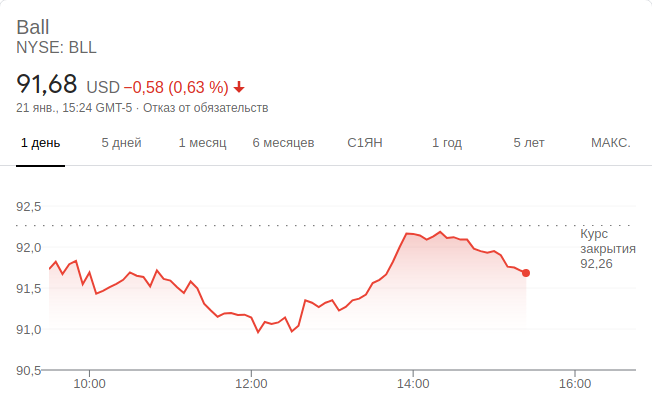 Ball
NYSE: BLL
91,68 USD −0,58 (0,63 %)
21 янв., 15:24 GMT-5 · Отказ от обязательств
1 день 5 дней 1 месяц 6 месяцев С1ЯН 1 год 5 лет МАКС.
92,5
92,0
91,5
91,0
90,5
Курс
закрытия
92,26
10:00 12:00 14:00 16:00